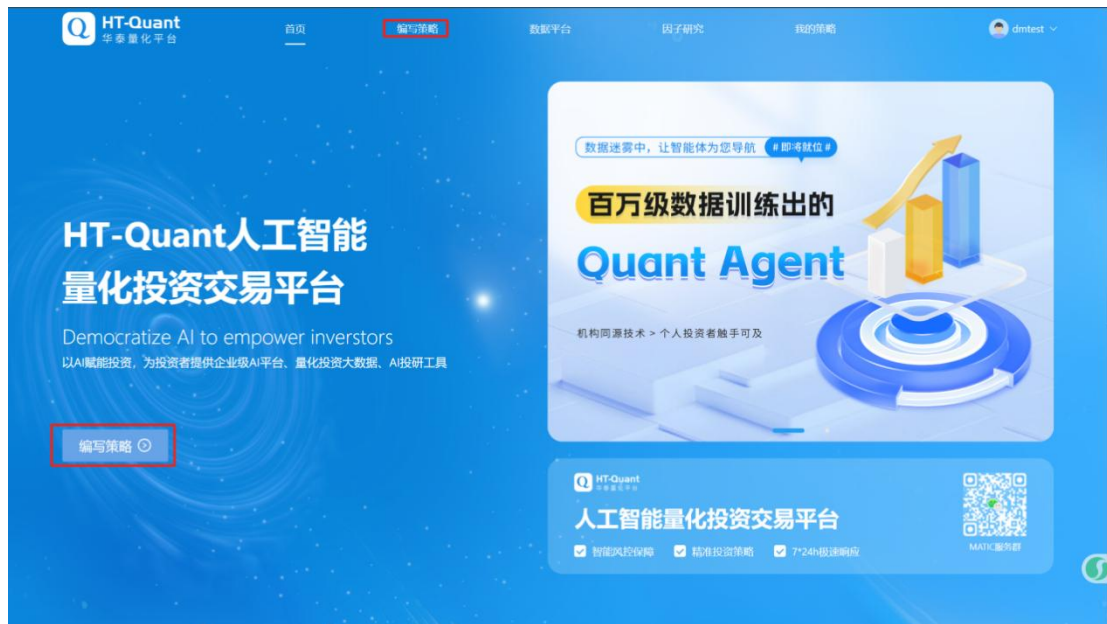 HT-Quant
华泰量化平台
首页
编写策略
数据平台
因子研究
我的策略
dmtest
数据迷雾中，让智能体为您导航
# 即将就位 #
百万级数据训练出的
Quant Agent
机构同源技术 > 个人投资者触手可及
HT-Quant人工智能
量化投资交易平台
Democratize AI to empower inverstors
以AI赋能投资，为投资者提供企业级AI平台、量化投资大数据、AI投研工具
编写策略
HT-Quant
华泰量化平台
人工智能量化投资交易平台
智能风控保障
精准投资策略
7*24h极速响应
MATIC服务群